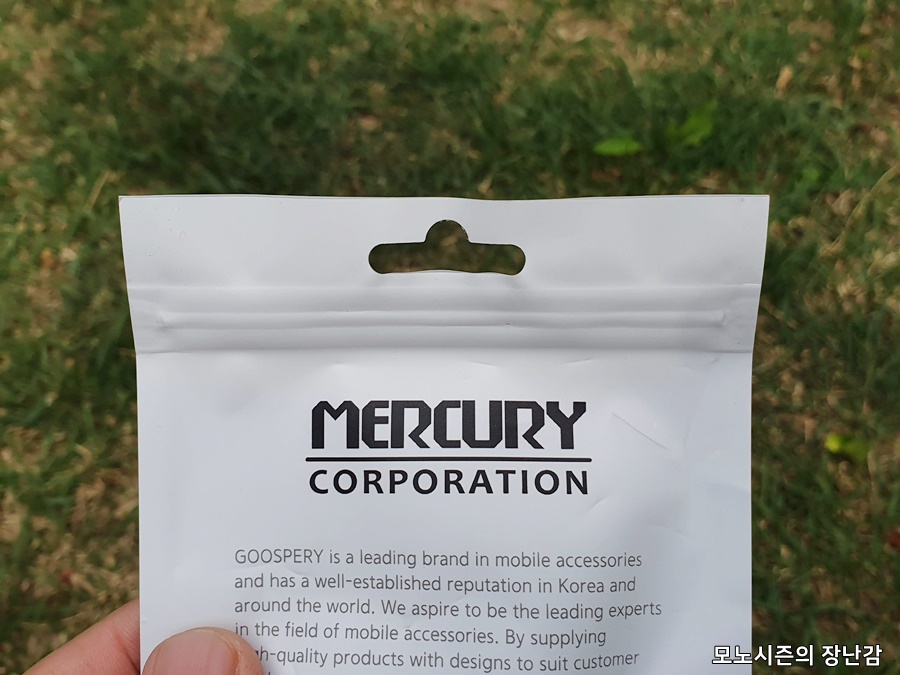 MERCURY
CORPORATION
GOOSPERY is a leading brand in mobile accessories
and has a well-established reputation in Korea and
around the world. We aspire to be the leading experts
in the field of mobile accessories. By supplying
h-quality products with designs to suit customer
모노시즌의 장난감